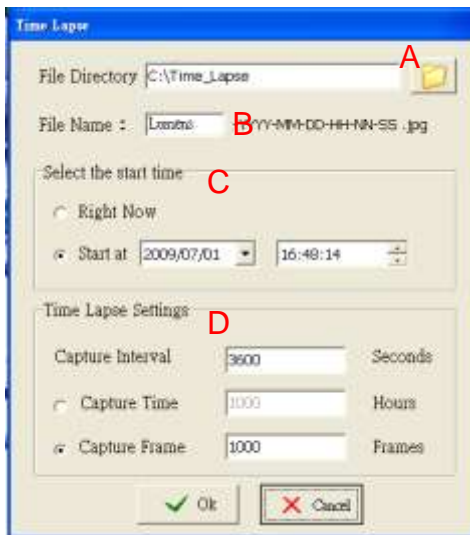 Time Lapse
A
File Directory C:\Time_Lapse
File Name : Lumens B -YYYY-MM-DD-HH-NN-SS .jpg
Select the start time C
Right Now
Start at 2009/07/01 16:48:14
Time Lapse Settings D
Capture Interval 3600 Seconds
Capture Time 1000 Hours
Capture Frame 1000 Frames
Ok Cancel